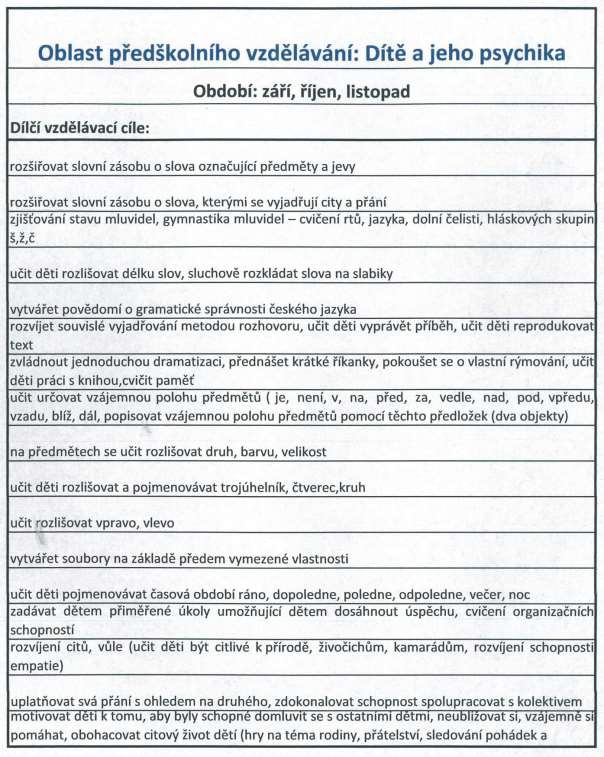 Oblast předškolního vzdělávání: Dítě a jeho psychika
Období: září, říjen, listopad
Dílčí vzdělávací cíle:
rozšiřovat slovní zásobu o slova označující předměty a jevy
rozšiřovat slovní zásobu o slova, kterými se vyjadřují city a přání
zjišťování stavu mluvidel, gymnastika mluvidel – cvičení rtů, jazyka, dolní čelisti, hláskových skupin
š,ž,č
učit děti rozlišovat délku slov, sluchově rozkládat slova na slabiky
vytvářet povědomí o gramatické správnosti českého jazyka
rozvíjet souvislé vyjadřování metodou rozhovoru, učit děti vyprávět příběh, učit děti reprodukovat
text
zvládnout jednoduchou dramatizaci, přednášet krátké říkanky, pokoušet se o vlastní rýmování, učit
děti práci s knihou,cvičit paměť
učit určovat vzájemnou polohu předmětů ( je, není, v, na, před, za, vedle, nad, pod, vpředu,
vzadu, blíž, dál, popisovat vzájemnou polohu předmětů pomocí těchto předložek (dva objekty)
na předmětech se učit rozlišovat druh, barvu, velikost
učit děti rozlišovat a pojmenovávat trojúhelník, čtverec,kruh
učit rozlišovat vpravo, vlevo
vytvářet soubory na základě předem vymezené vlastnosti
učit děti pojmenovávat časová období ráno, dopoledne, poledne, odpoledne, večer, noc
zadávat dětem přiměřené úkoly umožňující dětem dosáhnout úspěchu, cvičení organizačních
schopností
rozvíjení citů, vůle (učit děti být citlivé k přírodě, živočichům, kamarádům, rozvíjení schopnosti
empatie)
uplatňovat svá přání s ohledem na druhého, zdokonalovat schopnost spolupracovat s kolektivem
motivovat děti k tomu, aby byly schopné domluvit se s ostatními dětmi, neubližovat si, vzájemně si
pomáhat, obohacovat citový život dětí (hry na téma rodiny, přátelství, sledování pohádek a